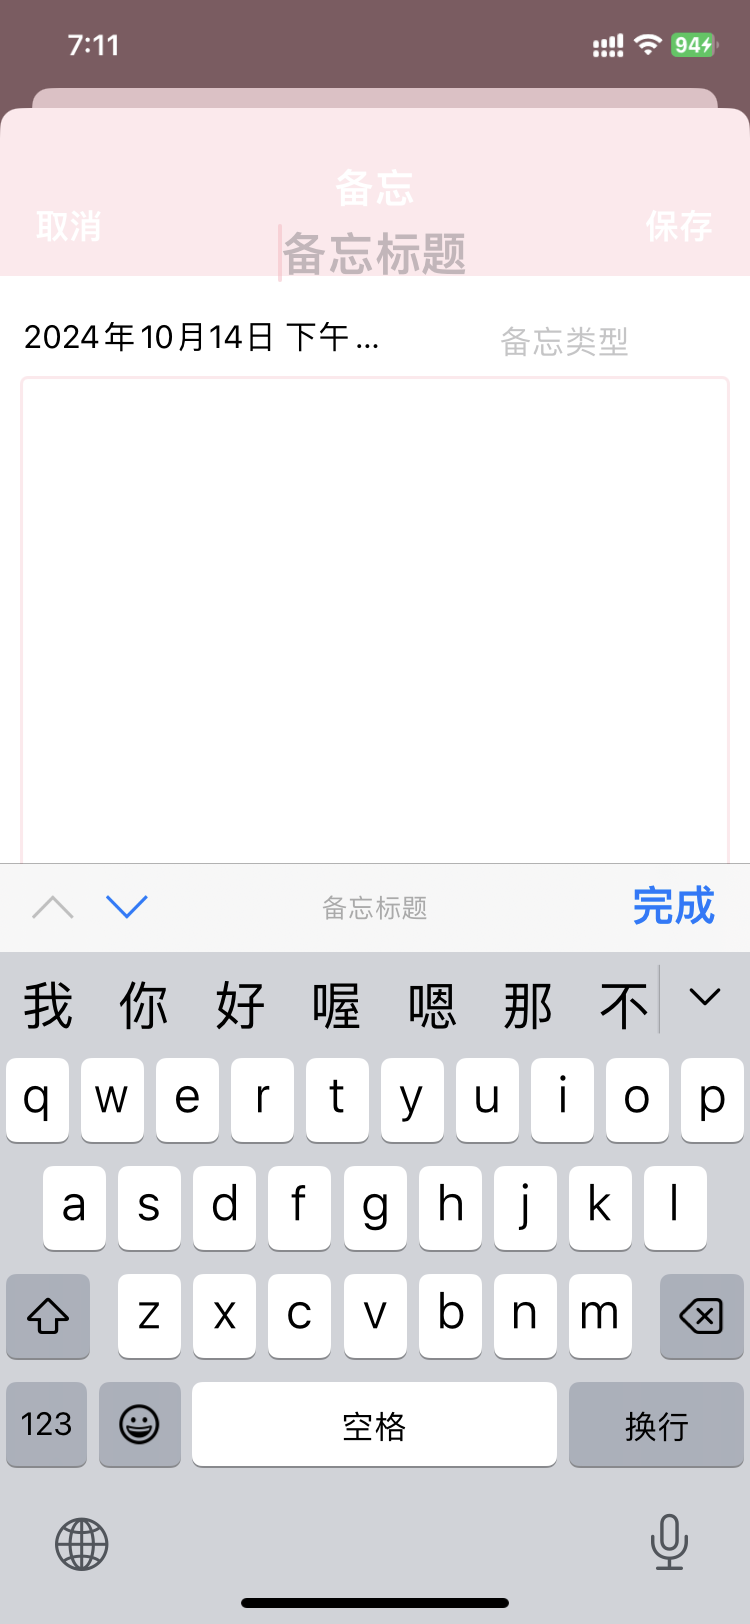 7:11
94
备忘
取消
保存
备忘标题
2024年10月14日 下午 ...
备忘类型
备忘标题
完成
我 你 好 喔 嗯 那 不
q w e r t y u i o p
a s d f g h j k l
z x c v b n m
123 空格 换行